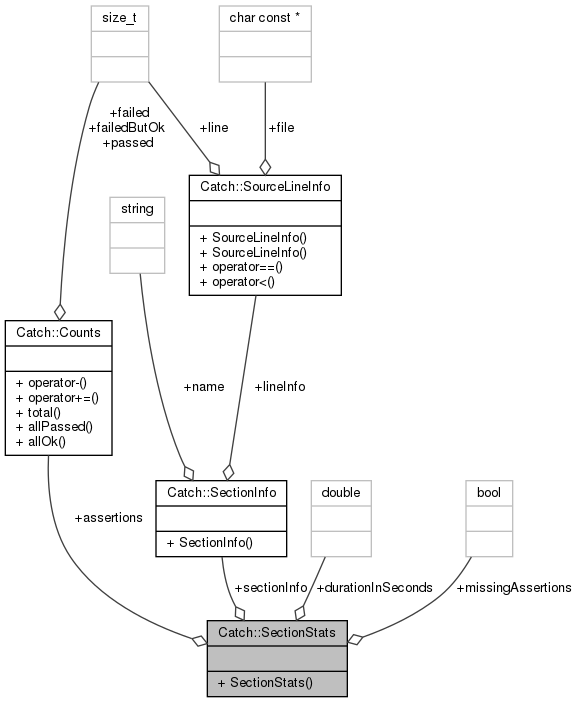 size_t
char const *
+failed
+failedButOk
+passed
+line
+file
Catch::SourceLineInfo
+ SourceLineInfo()
+ SourceLineInfo()
+ operator==()
+ operator<()
string
Catch::Counts
+ operator-()
+ operator+=()
+ total()
+ allPassed()
+ allOk()
+name
+lineInfo
Catch::SectionInfo
+ SectionInfo()
double
bool
+assertions
+sectionInfo
+durationInSeconds
+missingAssertions
Catch::SectionStats
+ SectionStats()